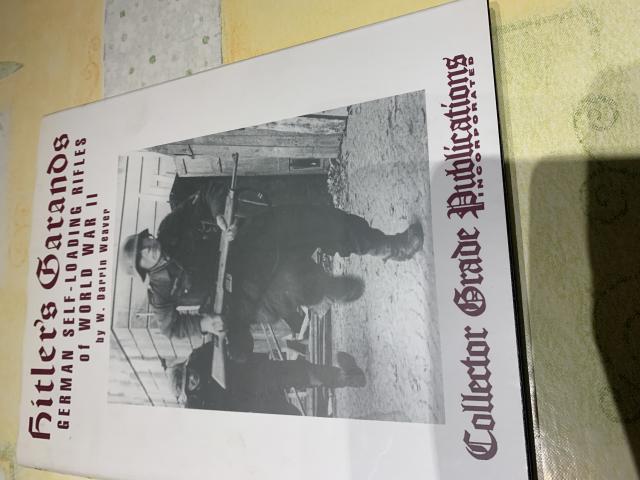 Hitler's Garands
GERMAN SELF-LOADING RIFLES
of WORLD WAR II
by W. Darrin Weaver
Collector Grade Publications
INCORPORATED